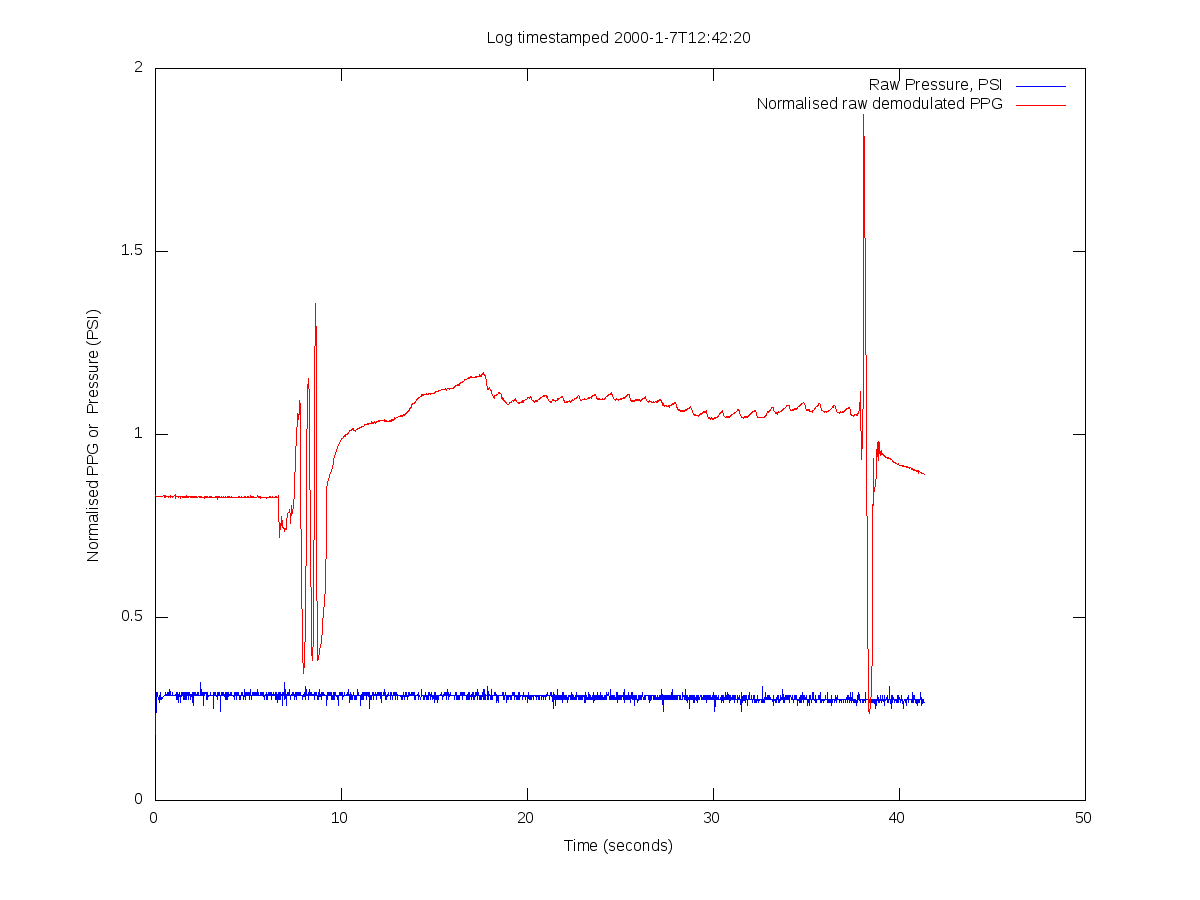 Log timestamped 2000-1-7T12:42:20
Raw Pressure, PSI
Normalised raw demodulated PPG
Normalised PPG or Pressure (PSI)
2
1.5
1
0.5
0
0 10 20 30 40 50
Time (seconds)